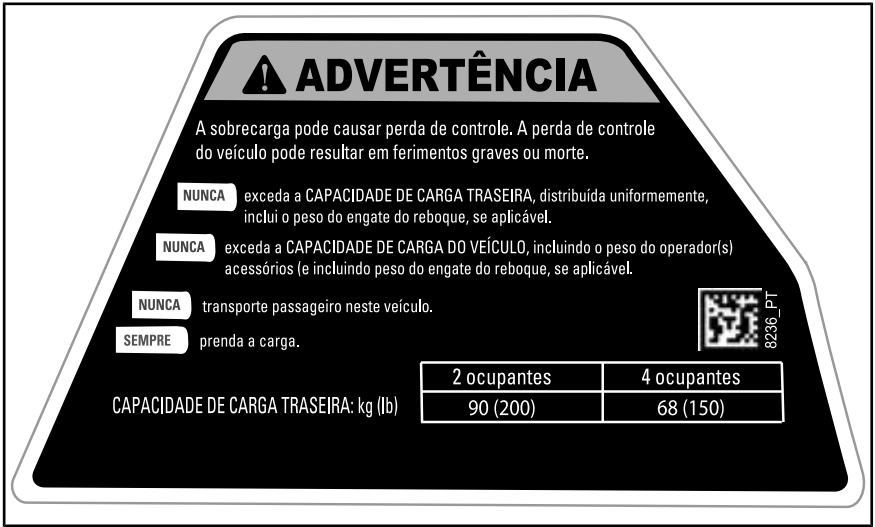 ADVERTÊNCIA
A sobrecarga pode causar perda de controle. A perda de controle
do veículo pode resultar em ferimentos graves ou morte.
NUNCA exceda a CAPACIDADE DE CARGA TRASEIRA, distribuída uniformemente,
inclui o peso do engate do reboque, se aplicável.
NUNCA exceda a CAPACIDADE DE CARGA DO VEÍCULO, incluindo o peso do operador(s)
acessórios (e incluindo peso do engate do reboque, se aplicável.
NUNCA transporte passageiro neste veículo.
SEMPRE prenda a carga.
8236_PT
2 ocupantes 4 ocupantes
CAPACIDADE DE CARGA TRASEIRA: kg (lb) 90 (200) 68 (150)